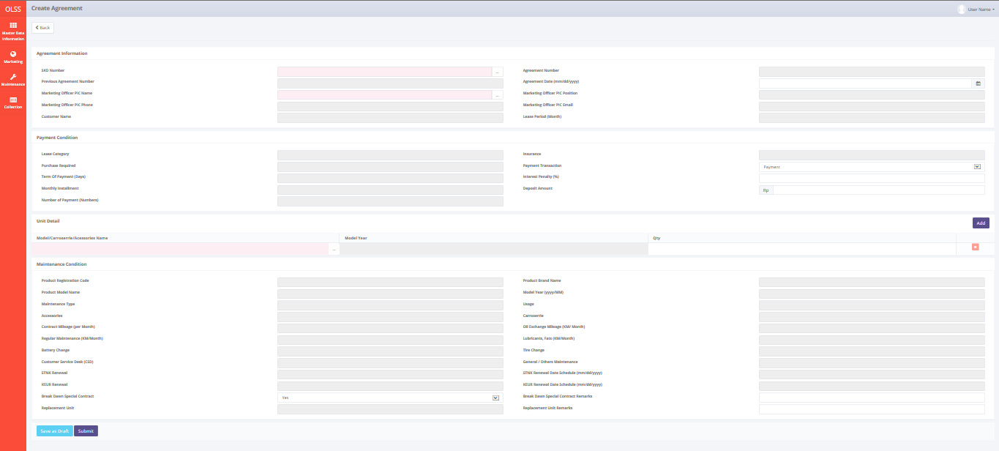 OLSS
Create Agreement
User Name
Master Data
Information
Marketing
Maintenance
Collection
Back
Agreement Information
SKD Number
...
Agreement Number
Previous Agreement Number
Agreement Date (mm/dd/yyyy)
Marketing Officer PIC Name
...
Marketing Officer PIC Position
Marketing Officer PIC Phone
Marketing Officer PIC Email
Customer Name
Lease Period (Month)
Payment Condition
Lease Category
Insurance
Purchase Required
Payment Transaction
Payment
Term Of Payment (Days)
Interest Penalty (%)
Monthly Installment
Deposit Amount
Rp
Number of Payment (Numbers)
Unit Detail
Add
Model/Carroserrie/Acessories Name
Model Year
Qty
...
Maintenance Condition
Product Registration Code
Product Brand Name
Product Model Name
Model Year (yyyy/MM)
Maintenance Type
Usage
Accessories
Carroserrie
Contract Mileage (per Month)
Oil Exchange Mileage (KM/ Month)
Regular Maintenance (KM/Month)
Lubricants, Fats (KM/Month)
Battery Change
Tire Change
Customer Service Desk (CSD)
General / Others Maintenance
STNK Renewal
STNK Renewal Date Schedule (mm/dd/yyyy)
KEUR Renewal
KEUR Renewal Date Schedule (mm/dd/yyyy)
Break Dawn Special Contract
Yes
Break Dawn Special Contract Remarks
Replacement Unit
Replacement Unit Remarks
Save as Draft
Submit